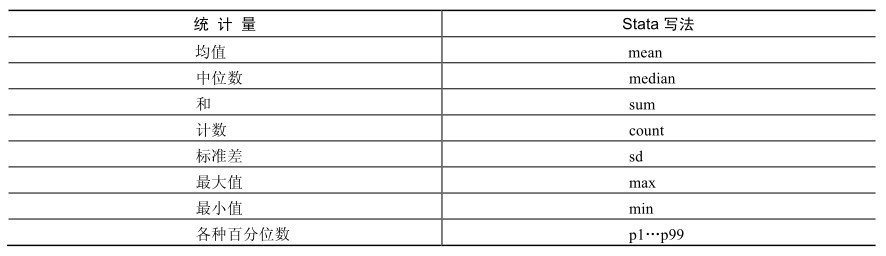 统 计 量 Stata 写法
均值 mean
中位数 median
和 sum
计数 count
标准差 sd
最大值 max
最小值 min
各种百分位数 p1…p99